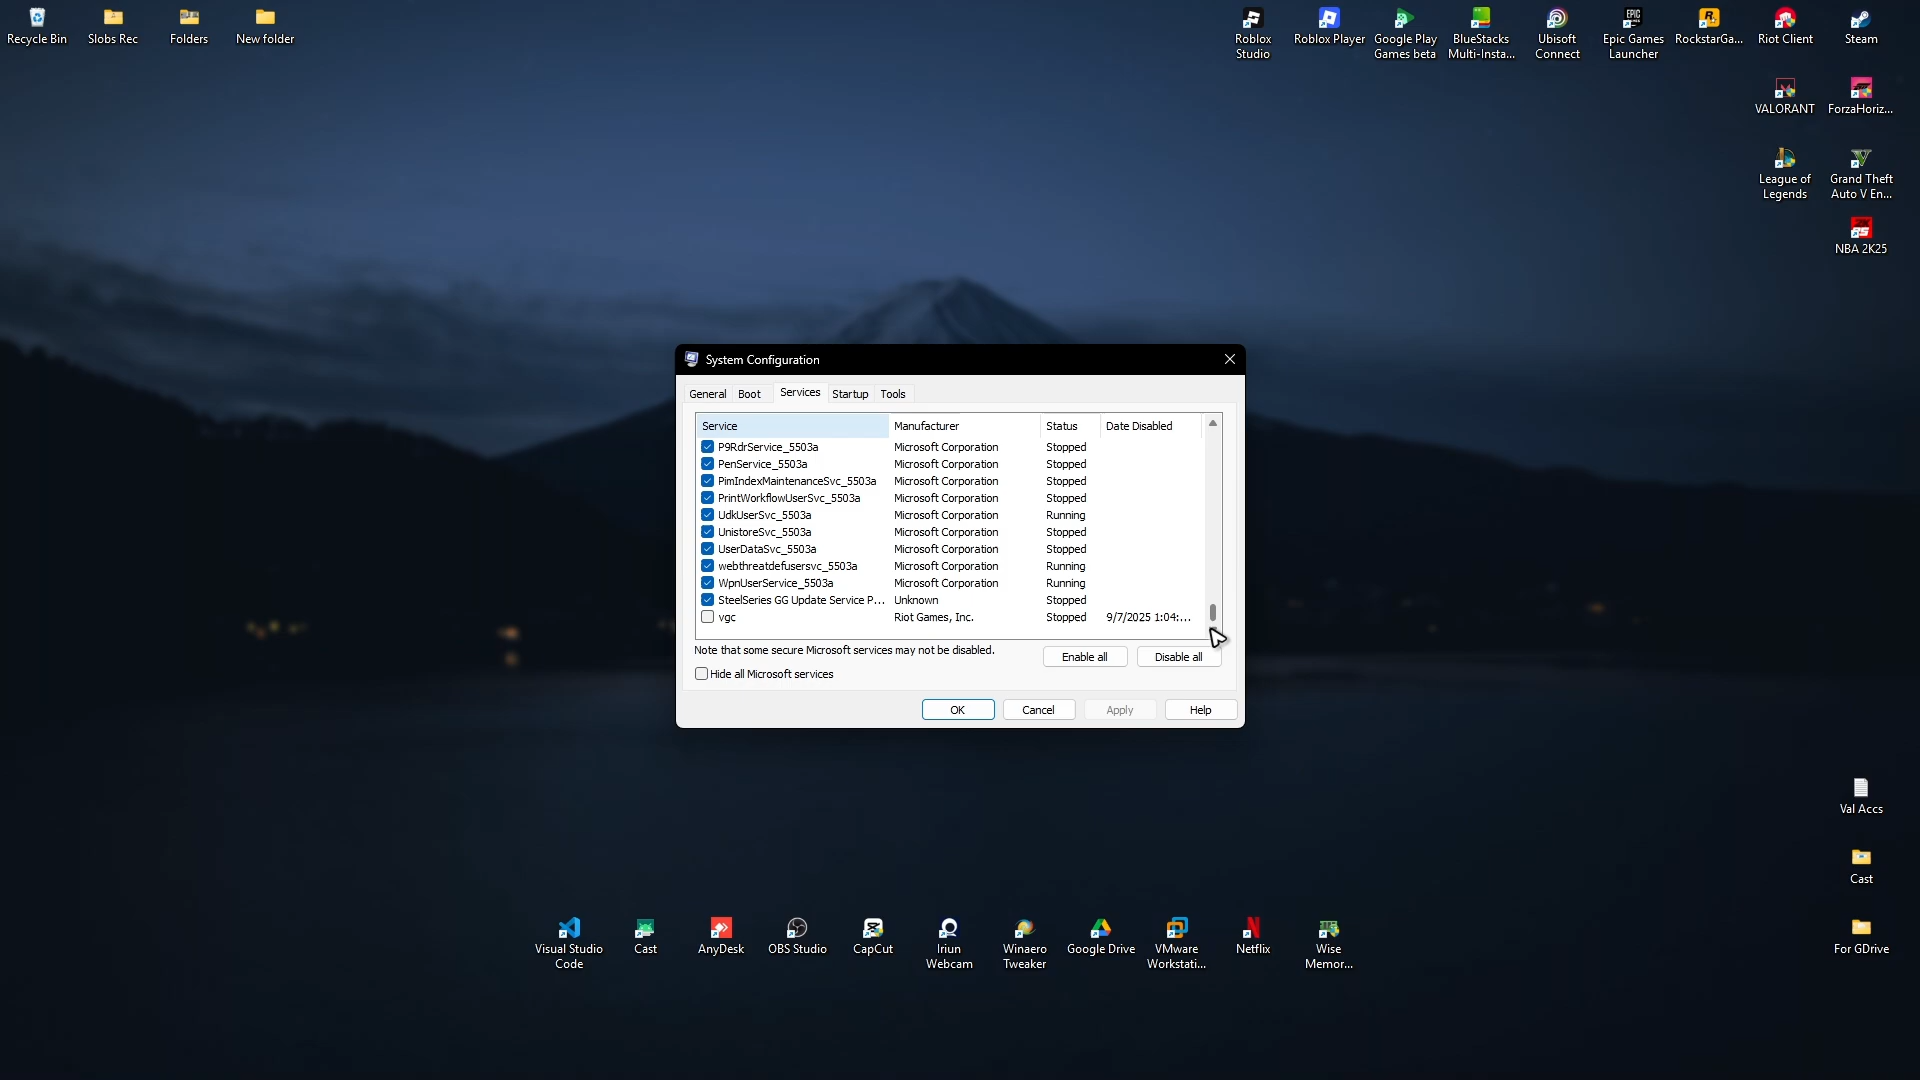 Recycle Bin
Slobs Rec
Folders
New folder
Roblox
Studio
Roblox Player
Google Play
Games beta
BlueStacks
Multi-Insta...
Ubisoft
Connect
Epic Games
Launcher
RockstarGa...
Riot Client
Steam
VALORANT
ForzaHoriz...
League of
Legends
Grand Theft
Auto V En...
NBA 2K25
System Configuration
General Boot Services Startup Tools
Service Manufacturer Status Date Disabled
P9RdrService_5503a Microsoft Corporation Stopped
PenService_5503a Microsoft Corporation Stopped
PimIndexMaintenanceSvc_5503a Microsoft Corporation Stopped
PrintWorkflowUserSvc_5503a Microsoft Corporation Stopped
UdkUserSvc_5503a Microsoft Corporation Running
UnistoreSvc_5503a Microsoft Corporation Stopped
UserDataSvc_5503a Microsoft Corporation Stopped
webthreatdefusersvc_5503a Microsoft Corporation Running
WpnUserService_5503a Microsoft Corporation Running
SteelSeries GG Update Service P... Unknown Stopped
vgc Riot Games, Inc. Stopped 9/7/2025 1:04:...
Note that some secure Microsoft services may not be disabled.
Enable all
Disable all
Hide all Microsoft services
OK
Cancel
Apply
Help
Val Accs
Cast
For GDrive
Visual Studio
Code
Cast
AnyDesk
OBS Studio
CapCut
Iriun
Webcam
Winaero
Tweaker
Google Drive
VMware
Workstati...
Netflix
Wise
Memor...